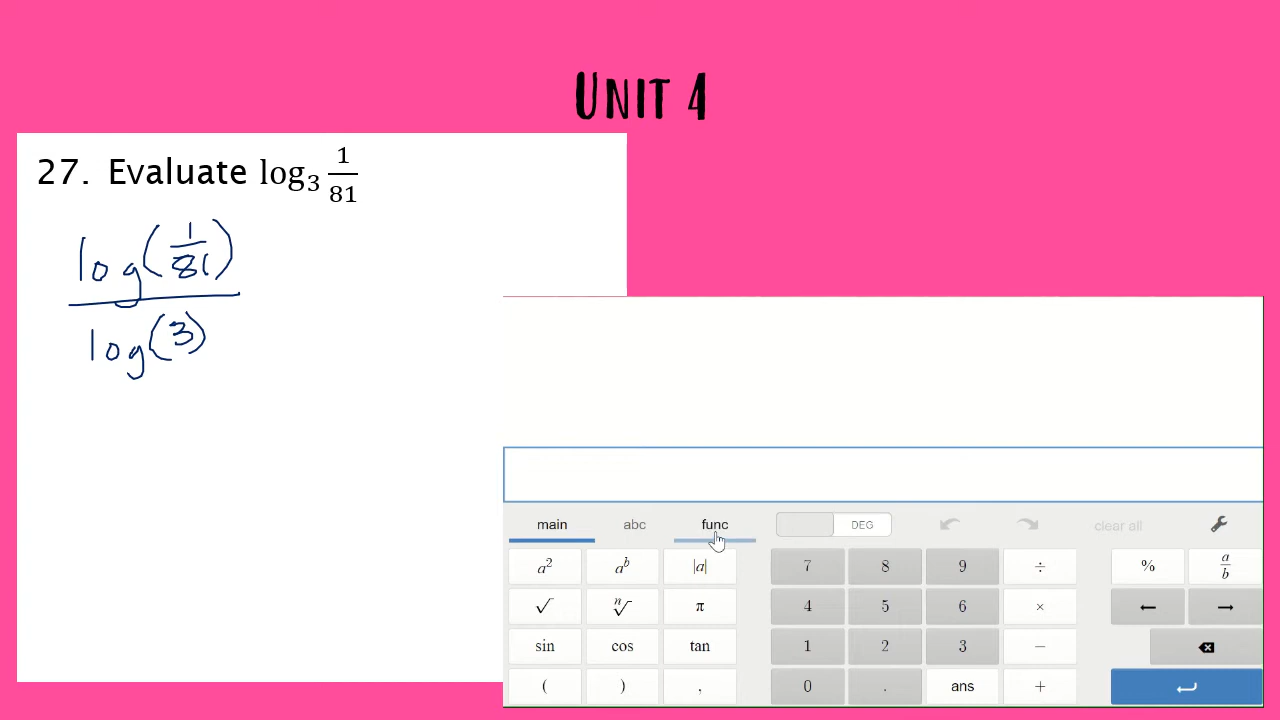 UNIT 4
27. Evaluate log₃ 1/81
log(1/81)
log(3)
main abc func DEG clear all
a² aᵇ |a| 7 8 9 ÷ % a/b
√ ⁿ√ π 4 5 6 × ← →
sin cos tan 1 2 3 −
( ) , 0 . ans +